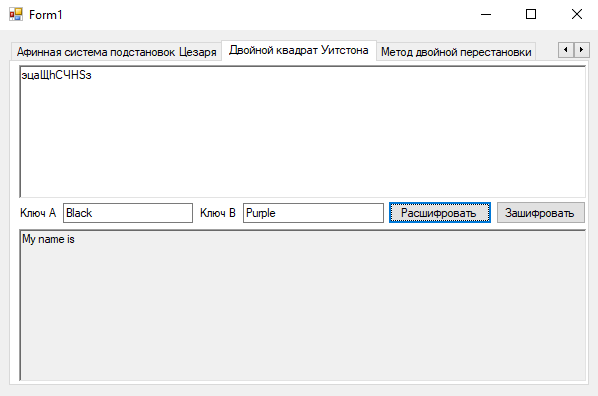 Form1
Афинная система подстановок Цезаря
Двойной квадрат Уитстона
Метод двойной перестановки
эцаЩhСЧНSз
Ключ А
Black
Ключ В
Purple
Расшифровать
Зашифровать
My name is